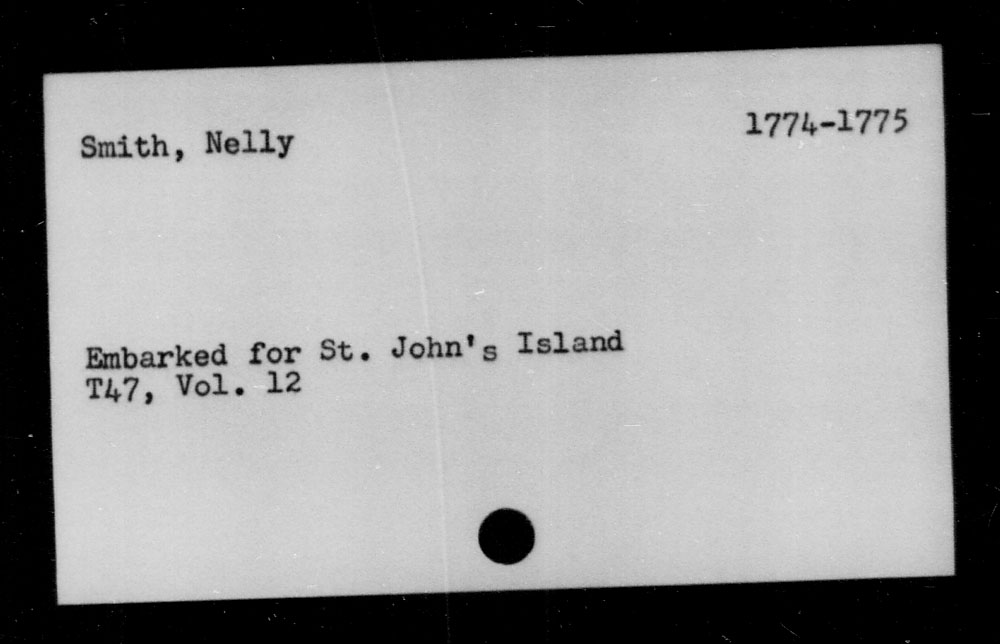 Smith, Nelly 1774-1775
Embarked for St. John's Island
T47, Vol. 12